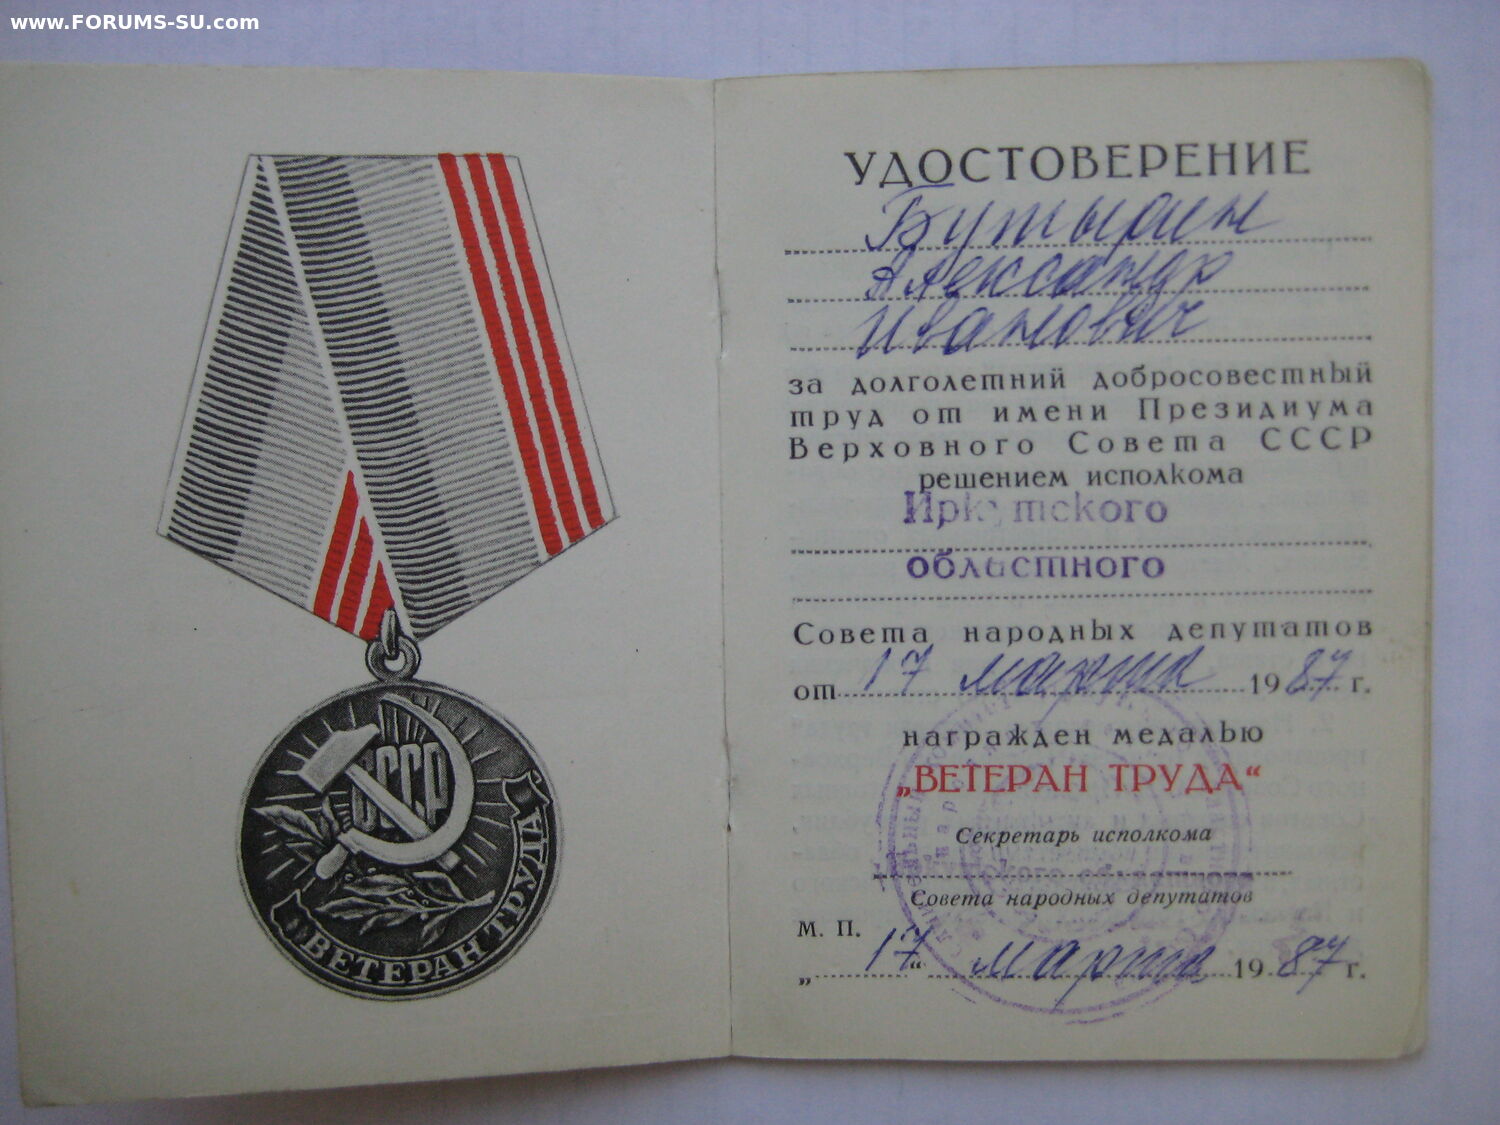 www.FORUMS-SU.com
СССР
ВЕТЕРАН ТРУДА
УДОСТОВЕРЕНИЕ
Бутырин
Александр
Иванович
за долголетний добросовестный
труд от имени Президиума
Верховного Совета СССР
решением исполкома
Иркутского
областного
Совета народных депутатов
от 17 марта 1987 г.
награжден медалью
„ВЕТЕРАН ТРУДА“
Секретарь исполкома
Совета народных депутатов
М. П.
„17“ марта 1987 г.